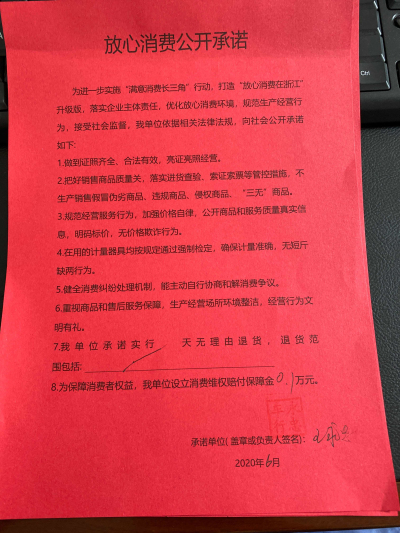 放心消费公开承诺
为进一步实施“满意消费长三角”行动，打造“放心消费在浙江”
升级版，落实企业主体责任，优化放心消费环境，规范生产经营行
为，接受社会监督，我单位依据相关法律法规，向社会公开承诺
如下:
1.做到证照齐全、合法有效，亮证亮照经营。
2.把好销售商品质量关，落实进货查验、索证索票等管控措施，不
生产销售假冒伪劣商品，违规商品、侵权商品，“三无”商品。
3.规范经营服务行为，加强价格自律，公开商品和服务质量真实信
息，明码标价，无价格欺诈行为。
4.在用的计量器具均按规定通过强制检定，确保计量准确，无短斤
缺两行为。
5.健全消费纠纷处理机制，能主动自行协商和解消费争议。
6.重视商品和售后服务保障，生产经营场所环境整洁，经营行为文
明有礼。
7.我单位承诺实行 天无理由退货，退货范
围包括:
8.为保障消费者权益，我单位设立消费维权赔付保障金0.1万元。
承诺单位(盖章或负责人签名):
2020年6月
Ctrl